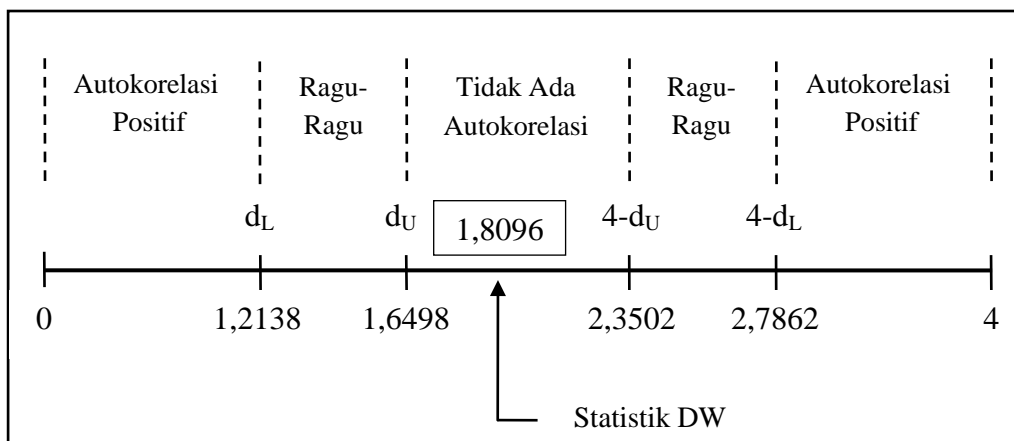 Autokorelasi Positif
Ragu-Ragu
Tidak Ada Autokorelasi
Ragu-Ragu
Autokorelasi Positif
dL
dU
1,8096
4-dU
4-dL
0
1,2138
1,6498
2,3502
2,7862
4
Statistik DW